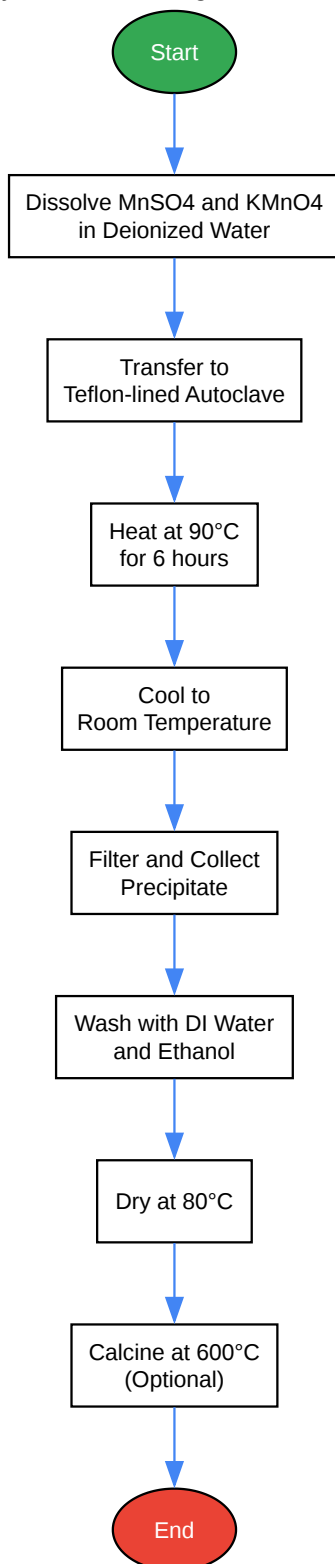 Start
Dissolve MnSO4 and KMnO4
in Deionized Water
Transfer to
Teflon-lined Autoclave
Heat at 90°C
for 6 hours
Cool to
Room Temperature
Filter and Collect
Precipitate
Wash with DI Water
and Ethanol
Dry at 80°C
Calcine at 600°C
(Optional)
End